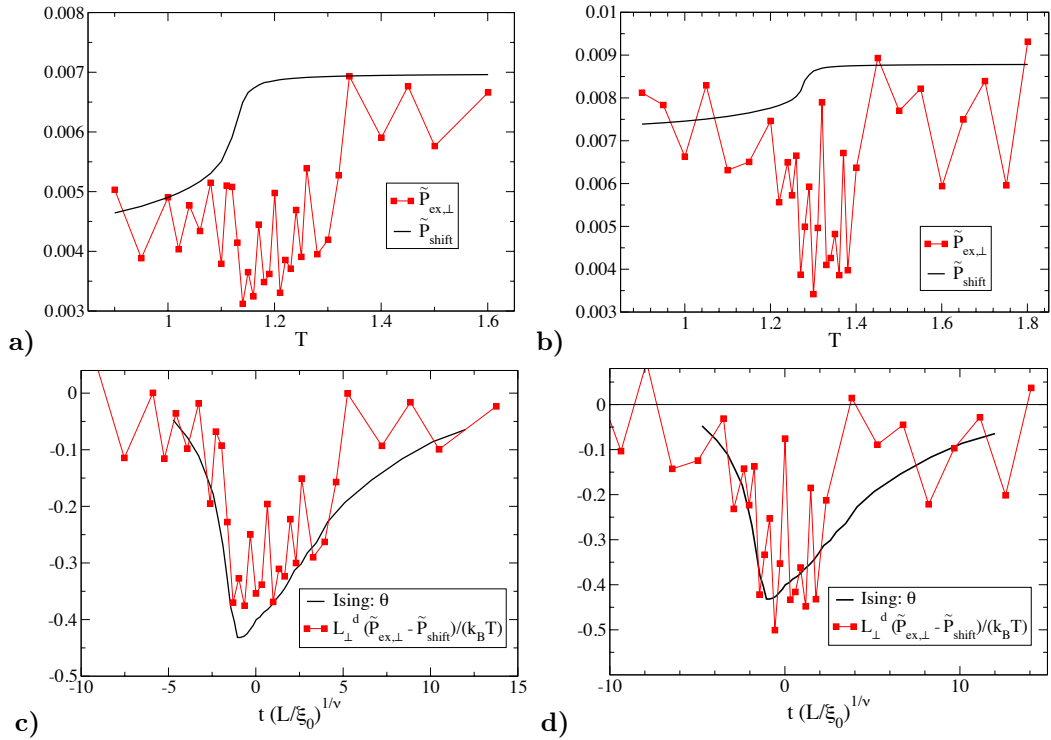 0.008
0.007
0.006
0.005
0.004
0.003
1
1.2
1.4
1.6
T
P̃ex,⊥
P̃shift
a)
0.01
0.009
0.008
0.007
0.006
0.005
0.004
0.003
1
1.2
1.4
1.6
1.8
T
P̃ex,⊥
P̃shift
b)
0
-0.1
-0.2
-0.3
-0.4
-0.5
-10
-5
0
5
10
15
t (L/ξ₀)^{1/ν}
Ising: θ
L⊥^d (P̃ex,⊥ - P̃shift)/(k_BT)
c)
0
-0.1
-0.2
-0.3
-0.4
-0.5
-0.6
-10
0
10
t (L/ξ₀)^{1/ν}
Ising: θ
L⊥^d (P̃ex,⊥ - P̃shift)/(k_BT)
d)